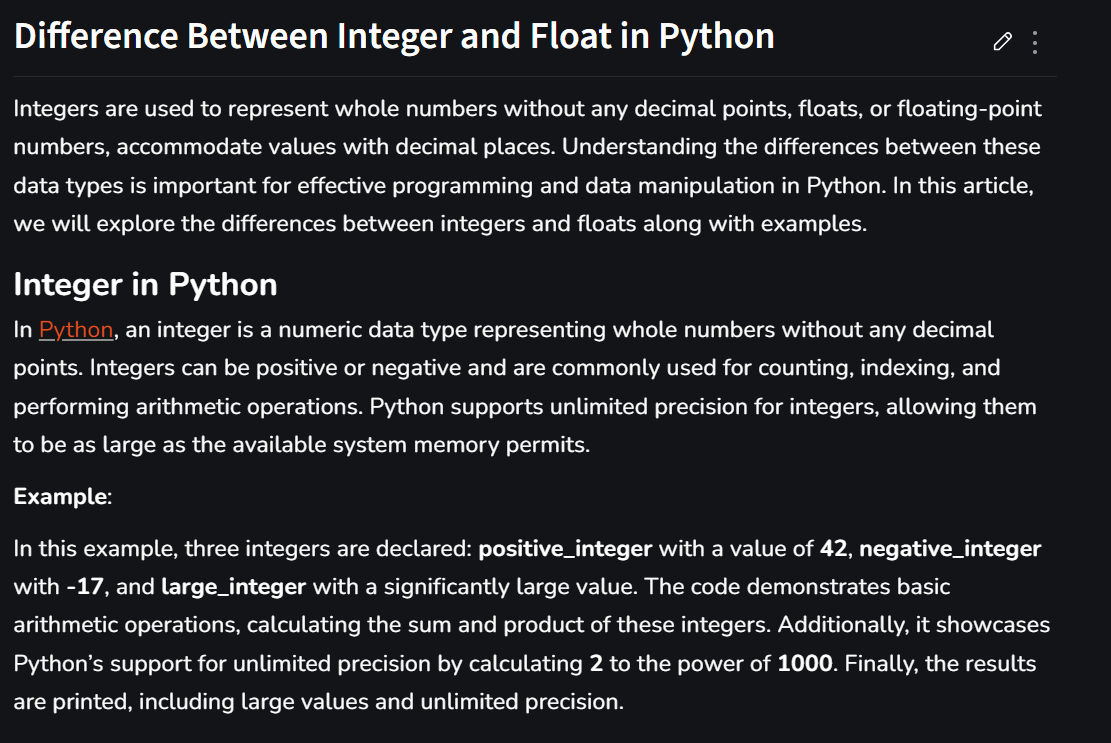 Difference Between Integer and Float in Python
Integers are used to represent whole numbers without any decimal points, floats, or floating-point
numbers, accommodate values with decimal places. Understanding the differences between these
data types is important for effective programming and data manipulation in Python. In this article,
we will explore the differences between integers and floats along with examples.
Integer in Python
In Python, an integer is a numeric data type representing whole numbers without any decimal
points. Integers can be positive or negative and are commonly used for counting, indexing, and
performing arithmetic operations. Python supports unlimited precision for integers, allowing them
to be as large as the available system memory permits.
Example:
In this example, three integers are declared: positive_integer with a value of 42, negative_integer
with -17, and large_integer with a significantly large value. The code demonstrates basic
arithmetic operations, calculating the sum and product of these integers. Additionally, it showcases
Python’s support for unlimited precision by calculating 2 to the power of 1000. Finally, the results
are printed, including large values and unlimited precision.